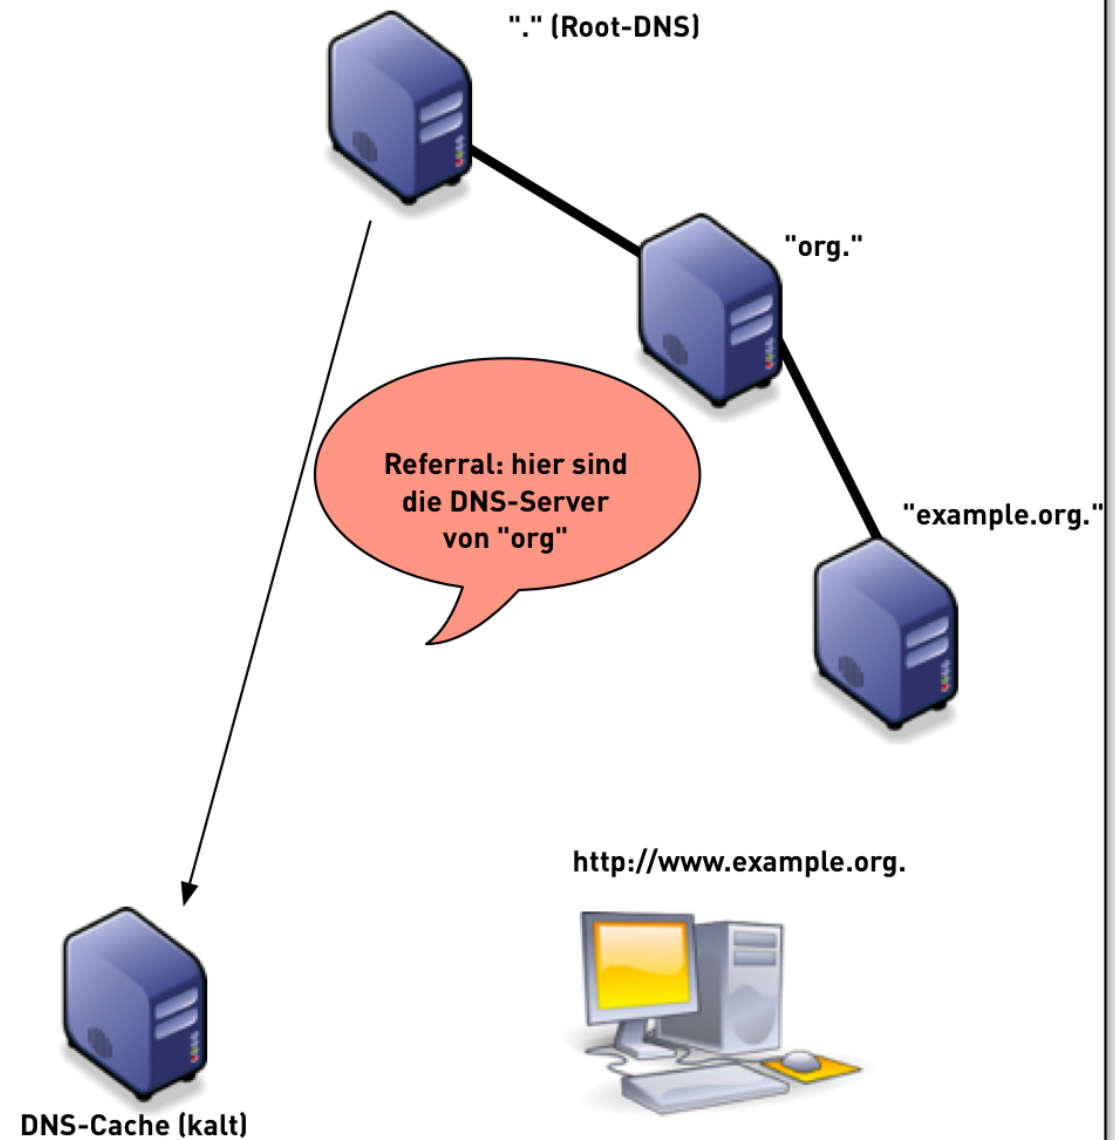 "." (Root-DNS)
"org."
Referral: hier sind
die DNS-Server
von "org"
"example.org."
http://www.example.org.
DNS-Cache (kalt)